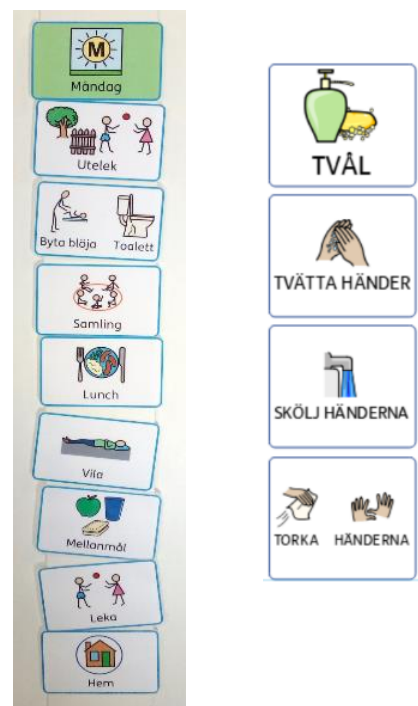 M
Måndag
Utelek
Byta blöja Toalett
Samling
Lunch
Vila
Mellanmål
Leka
Hem
TVÅL
TVÄTTA HÄNDER
SKÖLJ HÄNDERNA
TORKA HÄNDERNA